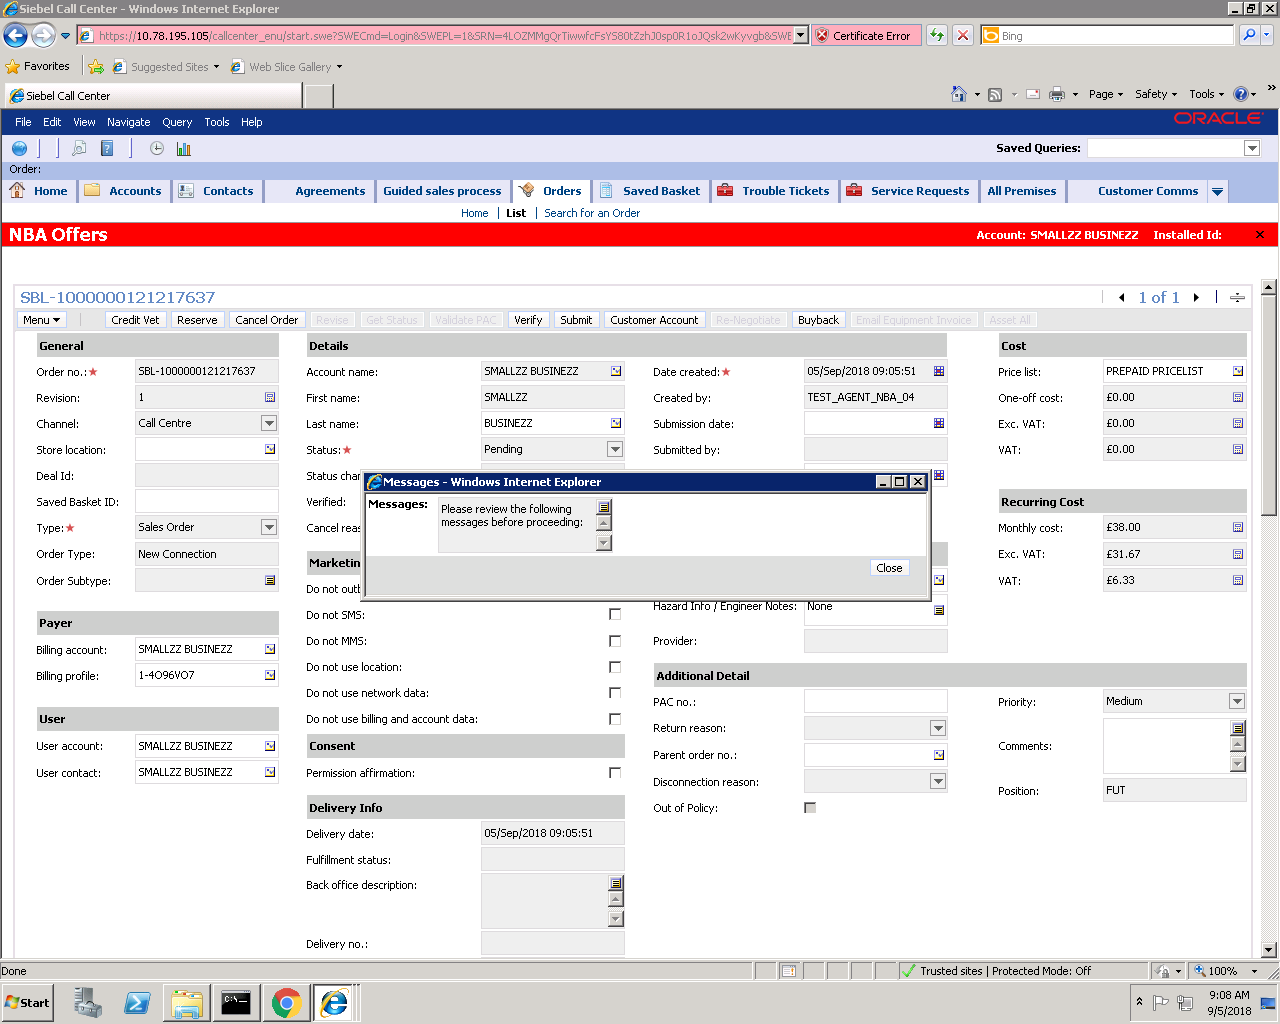 Siebel Call Center - Windows Internet Explorer
https://10.78.195.105/callcenter_enu/start.swe?SWECmd=Login&SWEPL=1&SRN=
Certificate Error
Bing
Favorites
Suggested Sites
Web Slice Gallery
Siebel Call Center
Page
Safety
Tools
File Edit View Navigate Query Tools Help
ORACLE
Saved Queries:
Order:
Home
Accounts
Contacts
Agreements
Guided sales process
Orders
Saved Basket
Trouble Tickets
Service Requests
All Premises
Customer Comms
Home | List | Search for an Order
NBA Offers
Account: SMALLZZ BUSINEZZ Installed Id:
SBL-1000000121217637
1 of 1
Menu
Credit Vet
Reserve
Cancel Order
Revise
Get Status
Validate PAC
Verify
Submit
Customer Account
Re-Negotiate
Buyback
Email Equipment Invoice
Asset All
General
Order no.: SBL-1000000121217637
Revision: 1
Channel: Call Centre
Store location:
Deal Id:
Saved Basket ID:
Type: Sales Order
Order Type: New Connection
Order Subtype:
Payer
Billing account: SMALLZZ BUSINEZZ
Billing profile: 1-4O96VO7
User
User account: SMALLZZ BUSINEZZ
User contact: SMALLZZ BUSINEZZ
Details
Account name: SMALLZZ BUSINEZZ
First name: SMALLZZ
Last name: BUSINEZZ
Status: Pending
Status chan
Verified:
Cancel reas
Date created: 05/Sep/2018 09:05:51
Created by: TEST_AGENT_NBA_04
Submission date:
Submitted by:
Cost
Price list: PREPAID PRICELIST
One-off cost: £0.00
Exc. VAT: £0.00
VAT: £0.00
Recurring Cost
Monthly cost: £38.00
Exc. VAT: £31.67
VAT: £6.33
Messages - Windows Internet Explorer
Messages:
Please review the following
messages before proceeding:
Close
Marketin
Do not outb
Do not SMS:
Do not MMS:
Do not use location:
Do not use network data:
Do not use billing and account data:
Consent
Permission affirmation:
Delivery Info
Delivery date: 05/Sep/2018 09:05:51
Fulfillment status:
Back office description:
Delivery no.:
Hazard Info / Engineer Notes: None
Provider:
Additional Detail
PAC no.:
Return reason:
Parent order no.:
Disconnection reason:
Out of Policy:
Priority: Medium
Comments:
Position: FUT
Done
Trusted sites | Protected Mode: Off
100%
Start
9:08 AM
9/5/2018